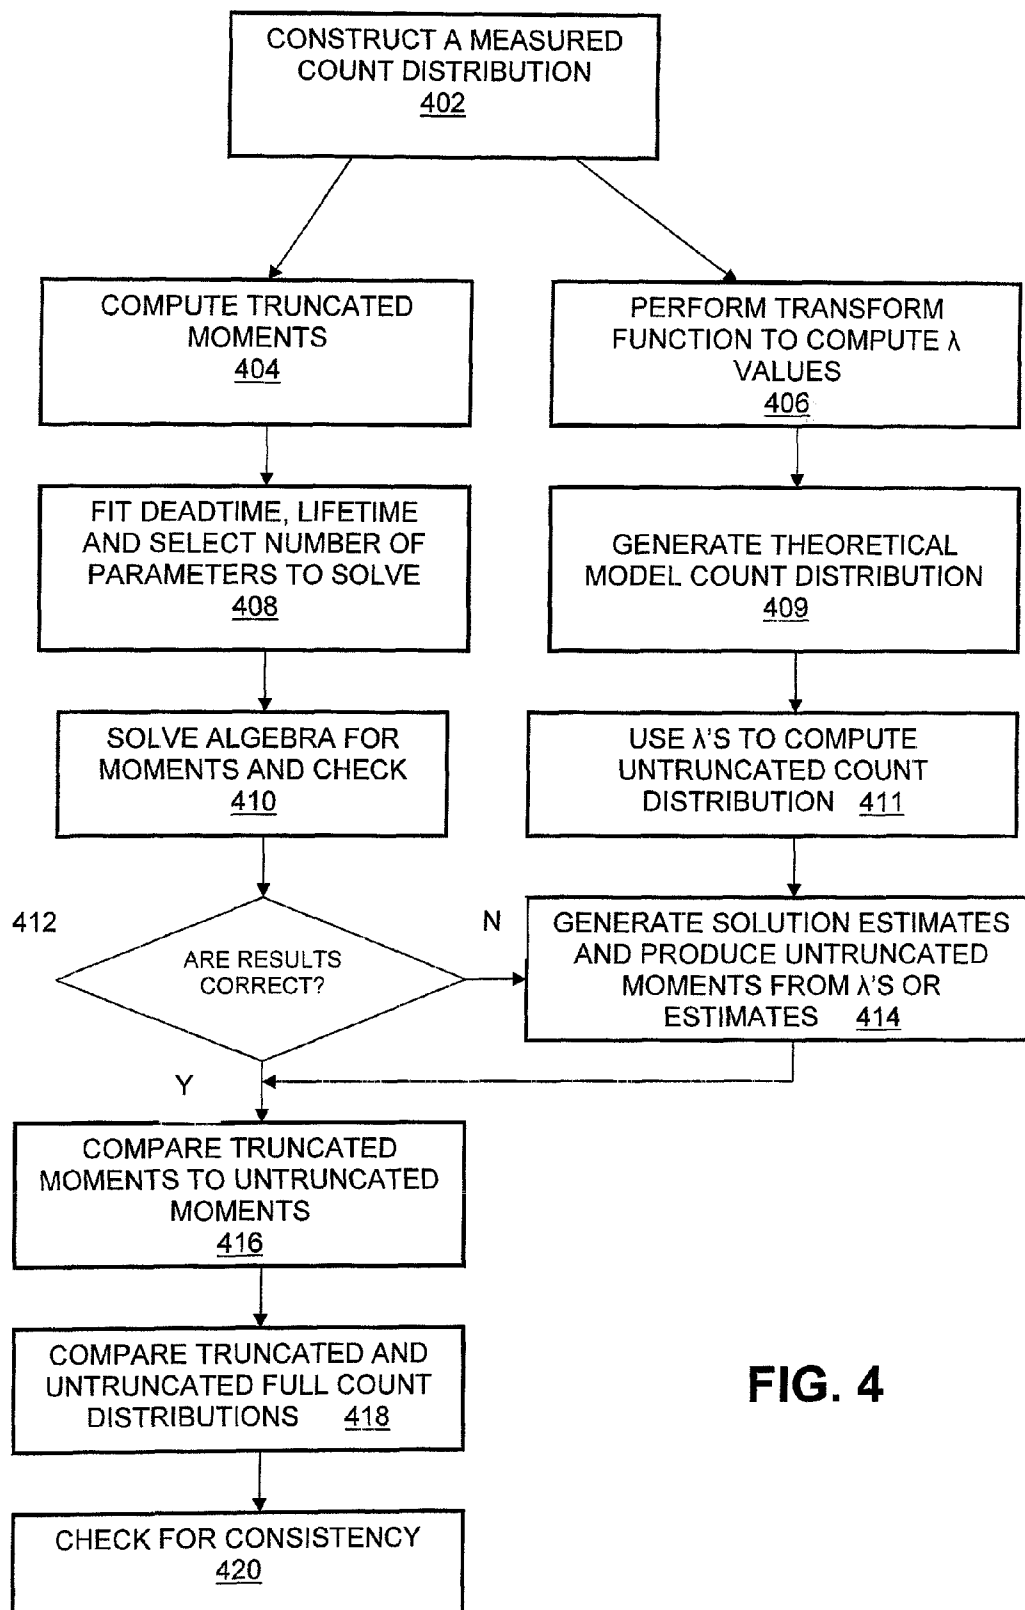 CONSTRUCT A MEASURED
COUNT DISTRIBUTION
402
COMPUTE TRUNCATED
MOMENTS
404
PERFORM TRANSFORM
FUNCTION TO COMPUTE λ
VALUES
406
FIT DEADTIME, LIFETIME
AND SELECT NUMBER OF
PARAMETERS TO SOLVE
408
GENERATE THEORETICAL
MODEL COUNT DISTRIBUTION
409
SOLVE ALGEBRA FOR
MOMENTS AND CHECK
410
USE λ'S TO COMPUTE
UNTRUNCATED COUNT
DISTRIBUTION 411
412
ARE RESULTS
CORRECT?
N
GENERATE SOLUTION ESTIMATES
AND PRODUCE UNTRUNCATED
MOMENTS FROM λ'S OR
ESTIMATES 414
Y
COMPARE TRUNCATED
MOMENTS TO UNTRUNCATED
MOMENTS
416
COMPARE TRUNCATED AND
UNTRUNCATED FULL COUNT
DISTRIBUTIONS 418
FIG. 4
CHECK FOR CONSISTENCY
420